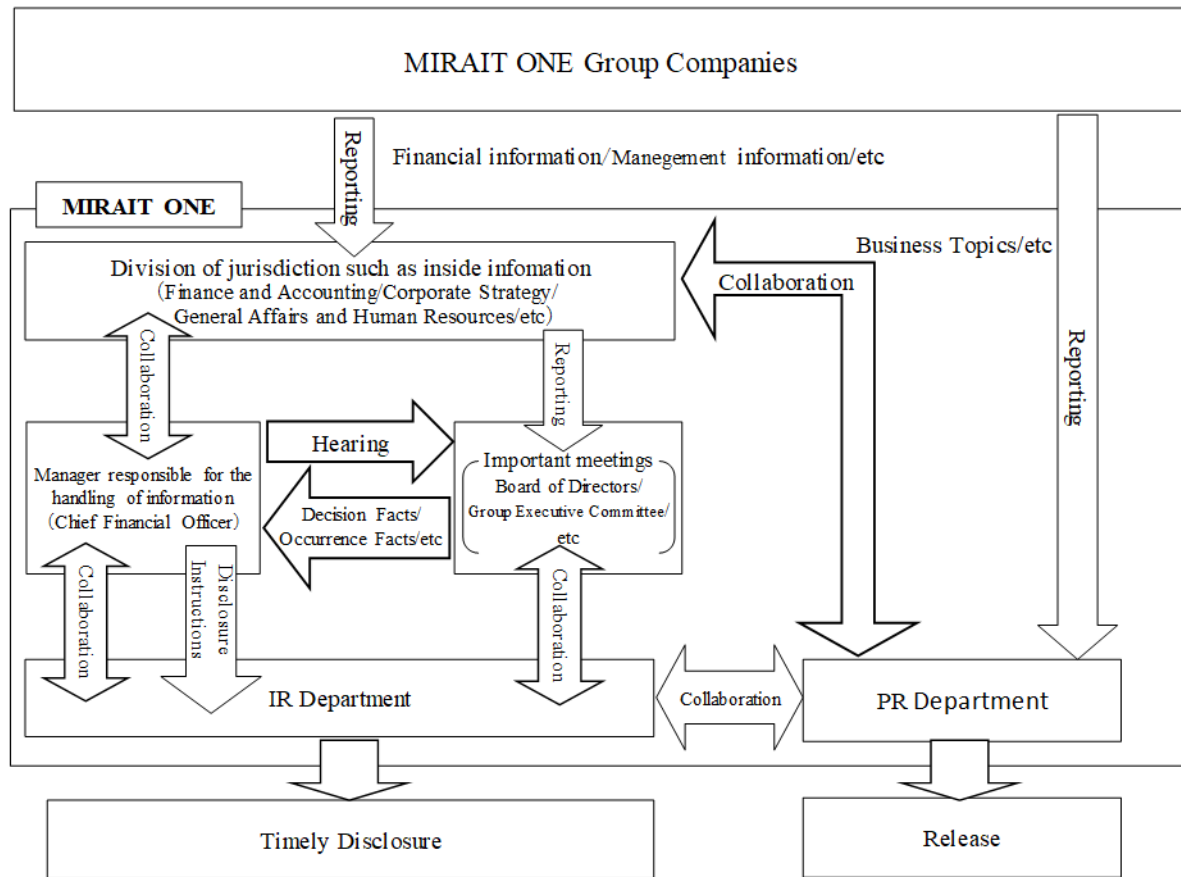 MIRAIT ONE Group Companies
Reporting
Financial information/Manegement information/etc
MIRAIT ONE
Division of jurisdiction such as inside infomation
(Finance and Accounting/Corporate Strategy/
General Affairs and Human Resources/etc)
Collaboration
Business Topics/etc
Reporting
Collaboration
Reporting
Hearing
Manager responsible for the
handling of information
(Chief Financial Officer)
Important meetings
Board of Directors/
Group Executive Committee/
etc
Decision Facts/
Occurrence Facts/etc
Collaboration
Disclosure
Instructions
Collaboration
IR Department
Collaboration
PR Department
Timely Disclosure
Release